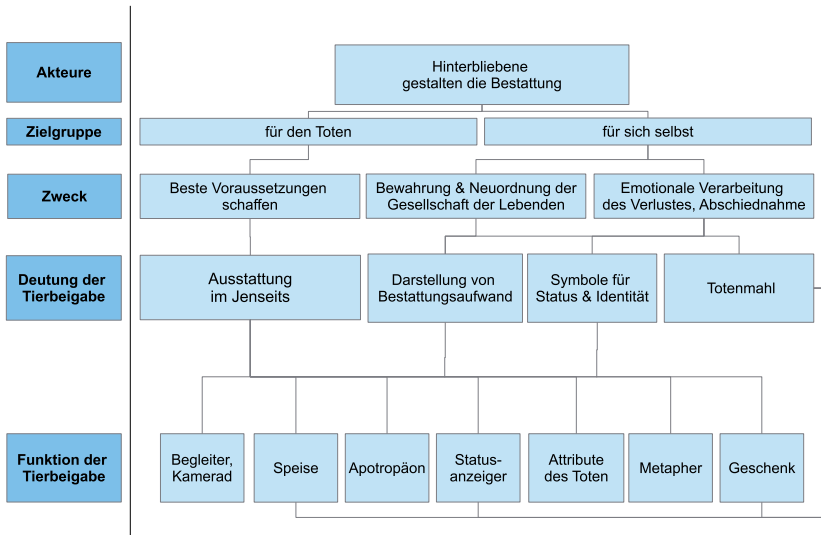 Akteure
Hinterbliebene
gestalten die Bestattung
Zielgruppe
für den Toten
für sich selbst
Zweck
Beste Voraussetzungen
schaffen
Bewahrung & Neuordnung der
Gesellschaft der Lebenden
Emotionale Verarbeitung
des Verlustes, Abschiednahme
Deutung der
Tierbeigabe
Ausstattung
im Jenseits
Darstellung von
Bestattungsaufwand
Symbole für
Status & Identität
Totenmahl
Funktion der
Tierbeigabe
Begleiter,
Kamerad
Speise
Apotropäon
Status-
anzeiger
Attribute
des Toten
Metapher
Geschenk